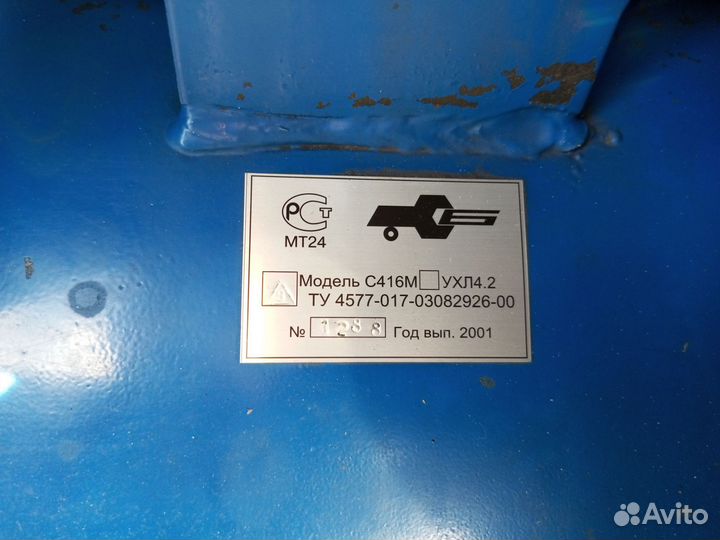 РСТ
МТ24
Модель С416М УХЛ4.2
ТУ 4577-017-03082926-00
№ 1288 Год вып. 2001
Avito